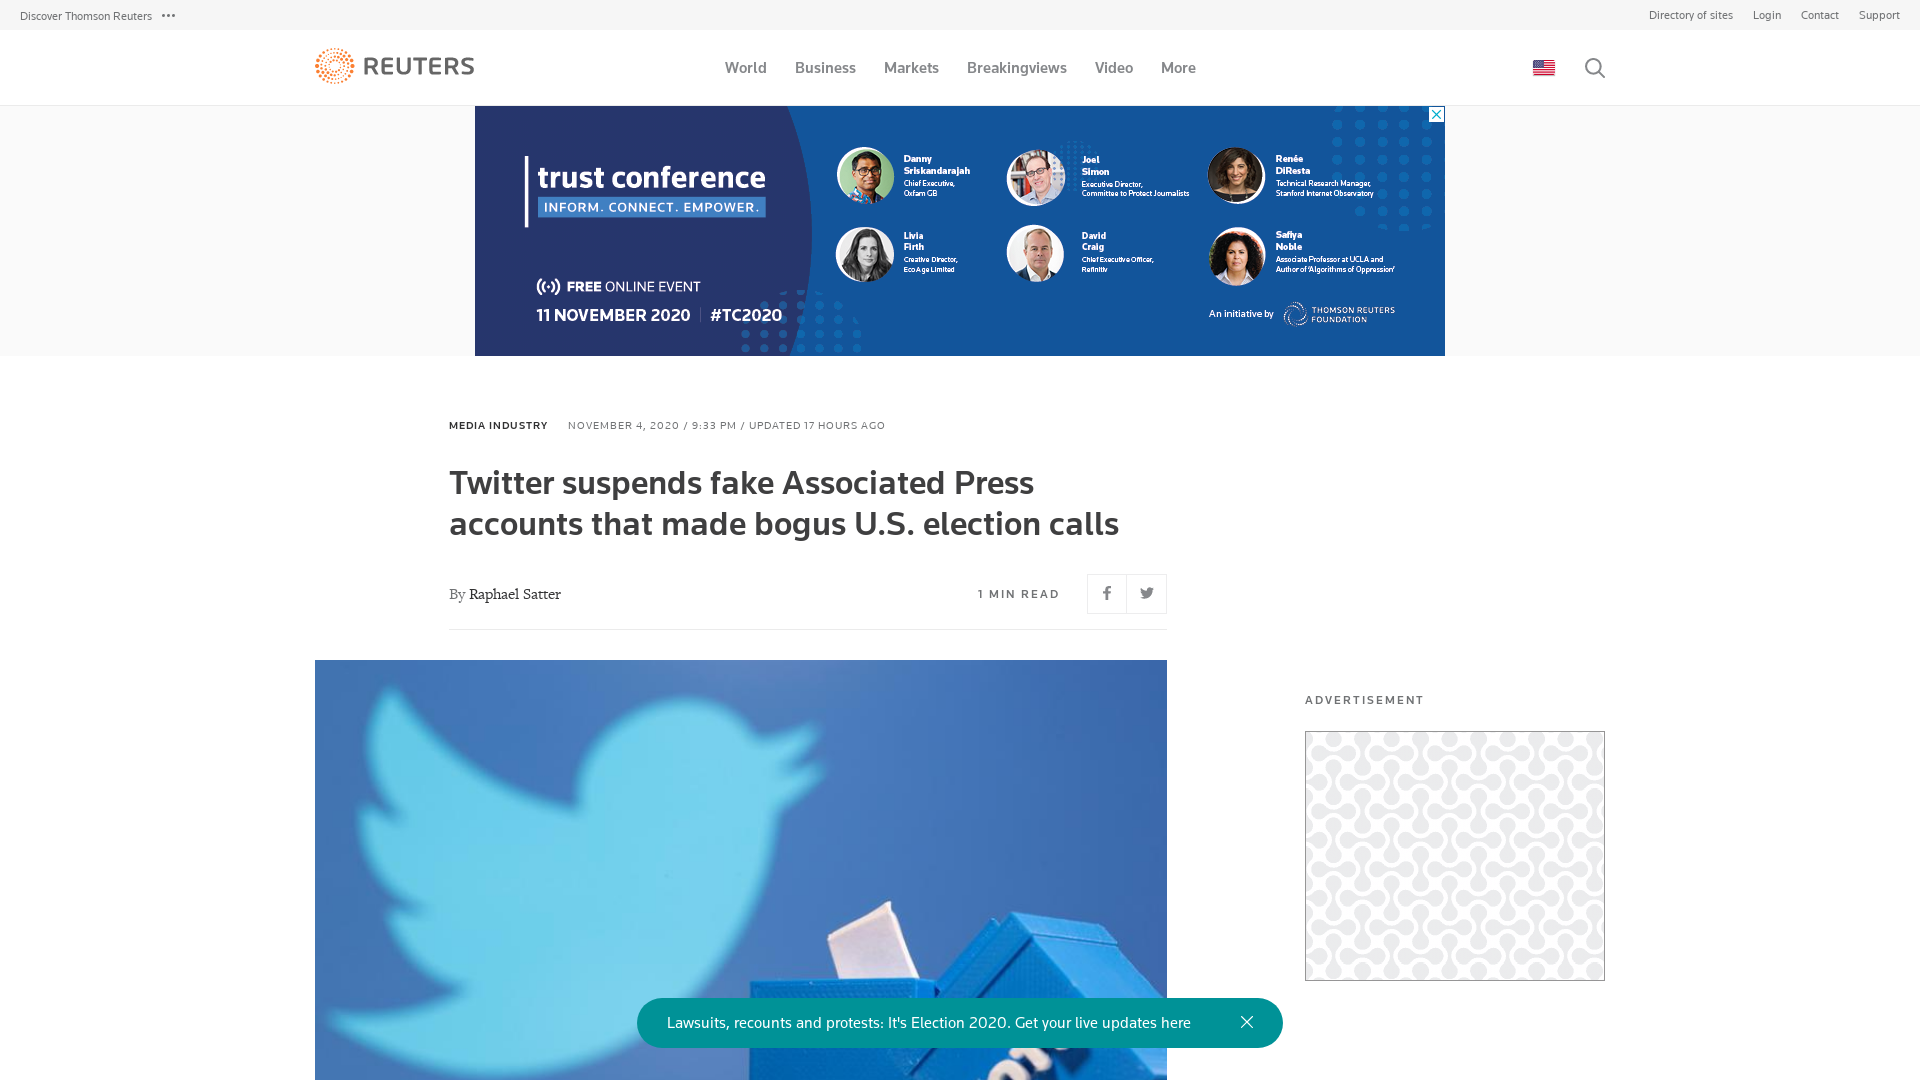 Discover Thomson Reuters
Directory of sites Login Contact Support
REUTERS
World Business Markets Breakingviews Video More
trust conference
INFORM. CONNECT. EMPOWER.
FREE ONLINE EVENT
11 NOVEMBER 2020 | #TC2020
Danny
Sriskandarajah
Chief Executive,
Oxfam GB
Joel
Simon
Executive Director,
Committee to Protect Journalists
Renée
DiResta
Technical Research Manager,
Stanford Internet Observatory
Livia
Firth
Creative Director,
Eco Age Limited
David
Craig
Chief Executive Officer,
Refinitiv
Safiya
Noble
Associate Professor at UCLA and
Author of 'Algorithms of Oppression'
An initiative by
THOMSON REUTERS
FOUNDATION
MEDIA INDUSTRY NOVEMBER 4, 2020 / 9:33 PM / UPDATED 17 HOURS AGO
Twitter suspends fake Associated Press
accounts that made bogus U.S. election calls
By Raphael Satter
1 MIN READ
ADVERTISEMENT
Lawsuits, recounts and protests: It's Election 2020. Get your live updates here